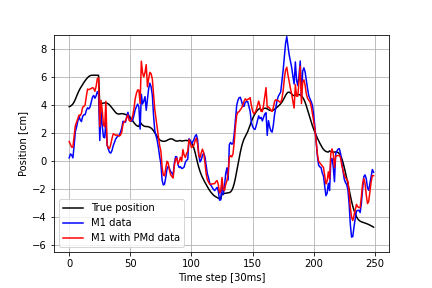 8
6
4
2
0
−2
−4
−6
Position [cm]
True position
M1 data
M1 with PMd data
0 50 100 150 200 250
Time step [30ms]